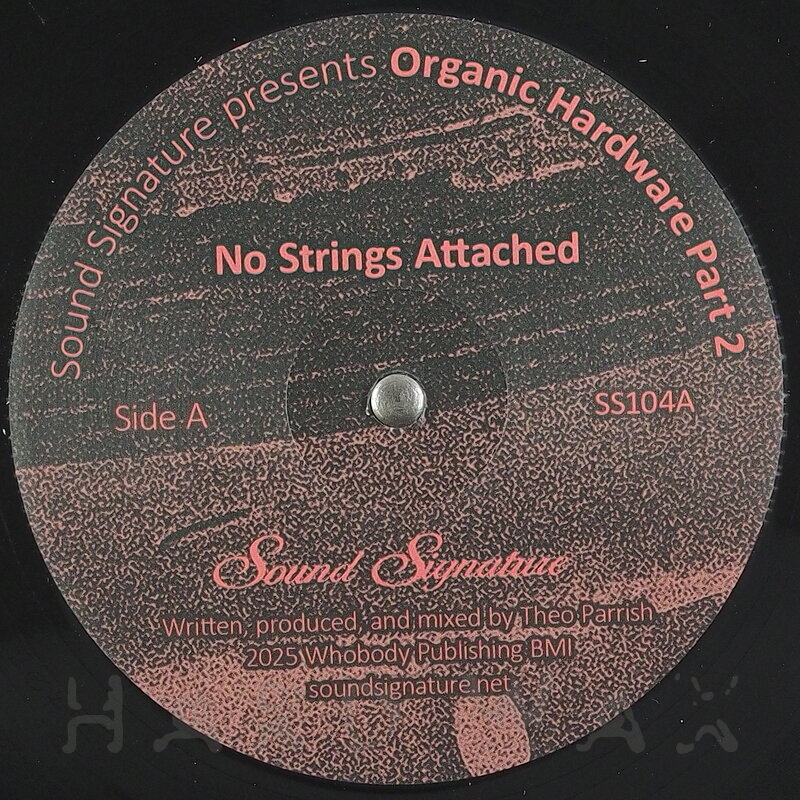 Sound Signature presents Organic Hardware Part 2
No Strings Attached
Side A
SS104A
Sound Signature
Written, produced, and mixed by Theo Parrish
2025 Whobody Publishing BMI
soundsignature.net